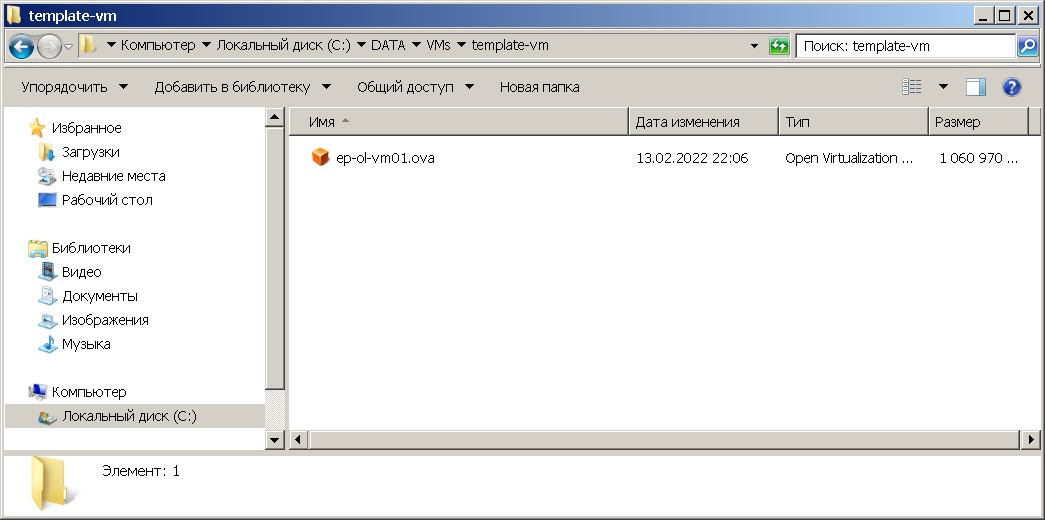 template-vm
Компьютер Локальный диск (C:) DATA VMs template-vm Поиск: template-vm
Упорядочить Добавить в библиотеку Общий доступ Новая папка
Имя Дата изменения Тип Размер
ep-ol-vm01.ova 13.02.2022 22:06 Open Virtualization ... 1 060 970 ...
Избранное
Загрузки
Недавние места
Рабочий стол
Библиотеки
Видео
Документы
Изображения
Музыка
Компьютер
Локальный диск (C:)
Элемент: 1